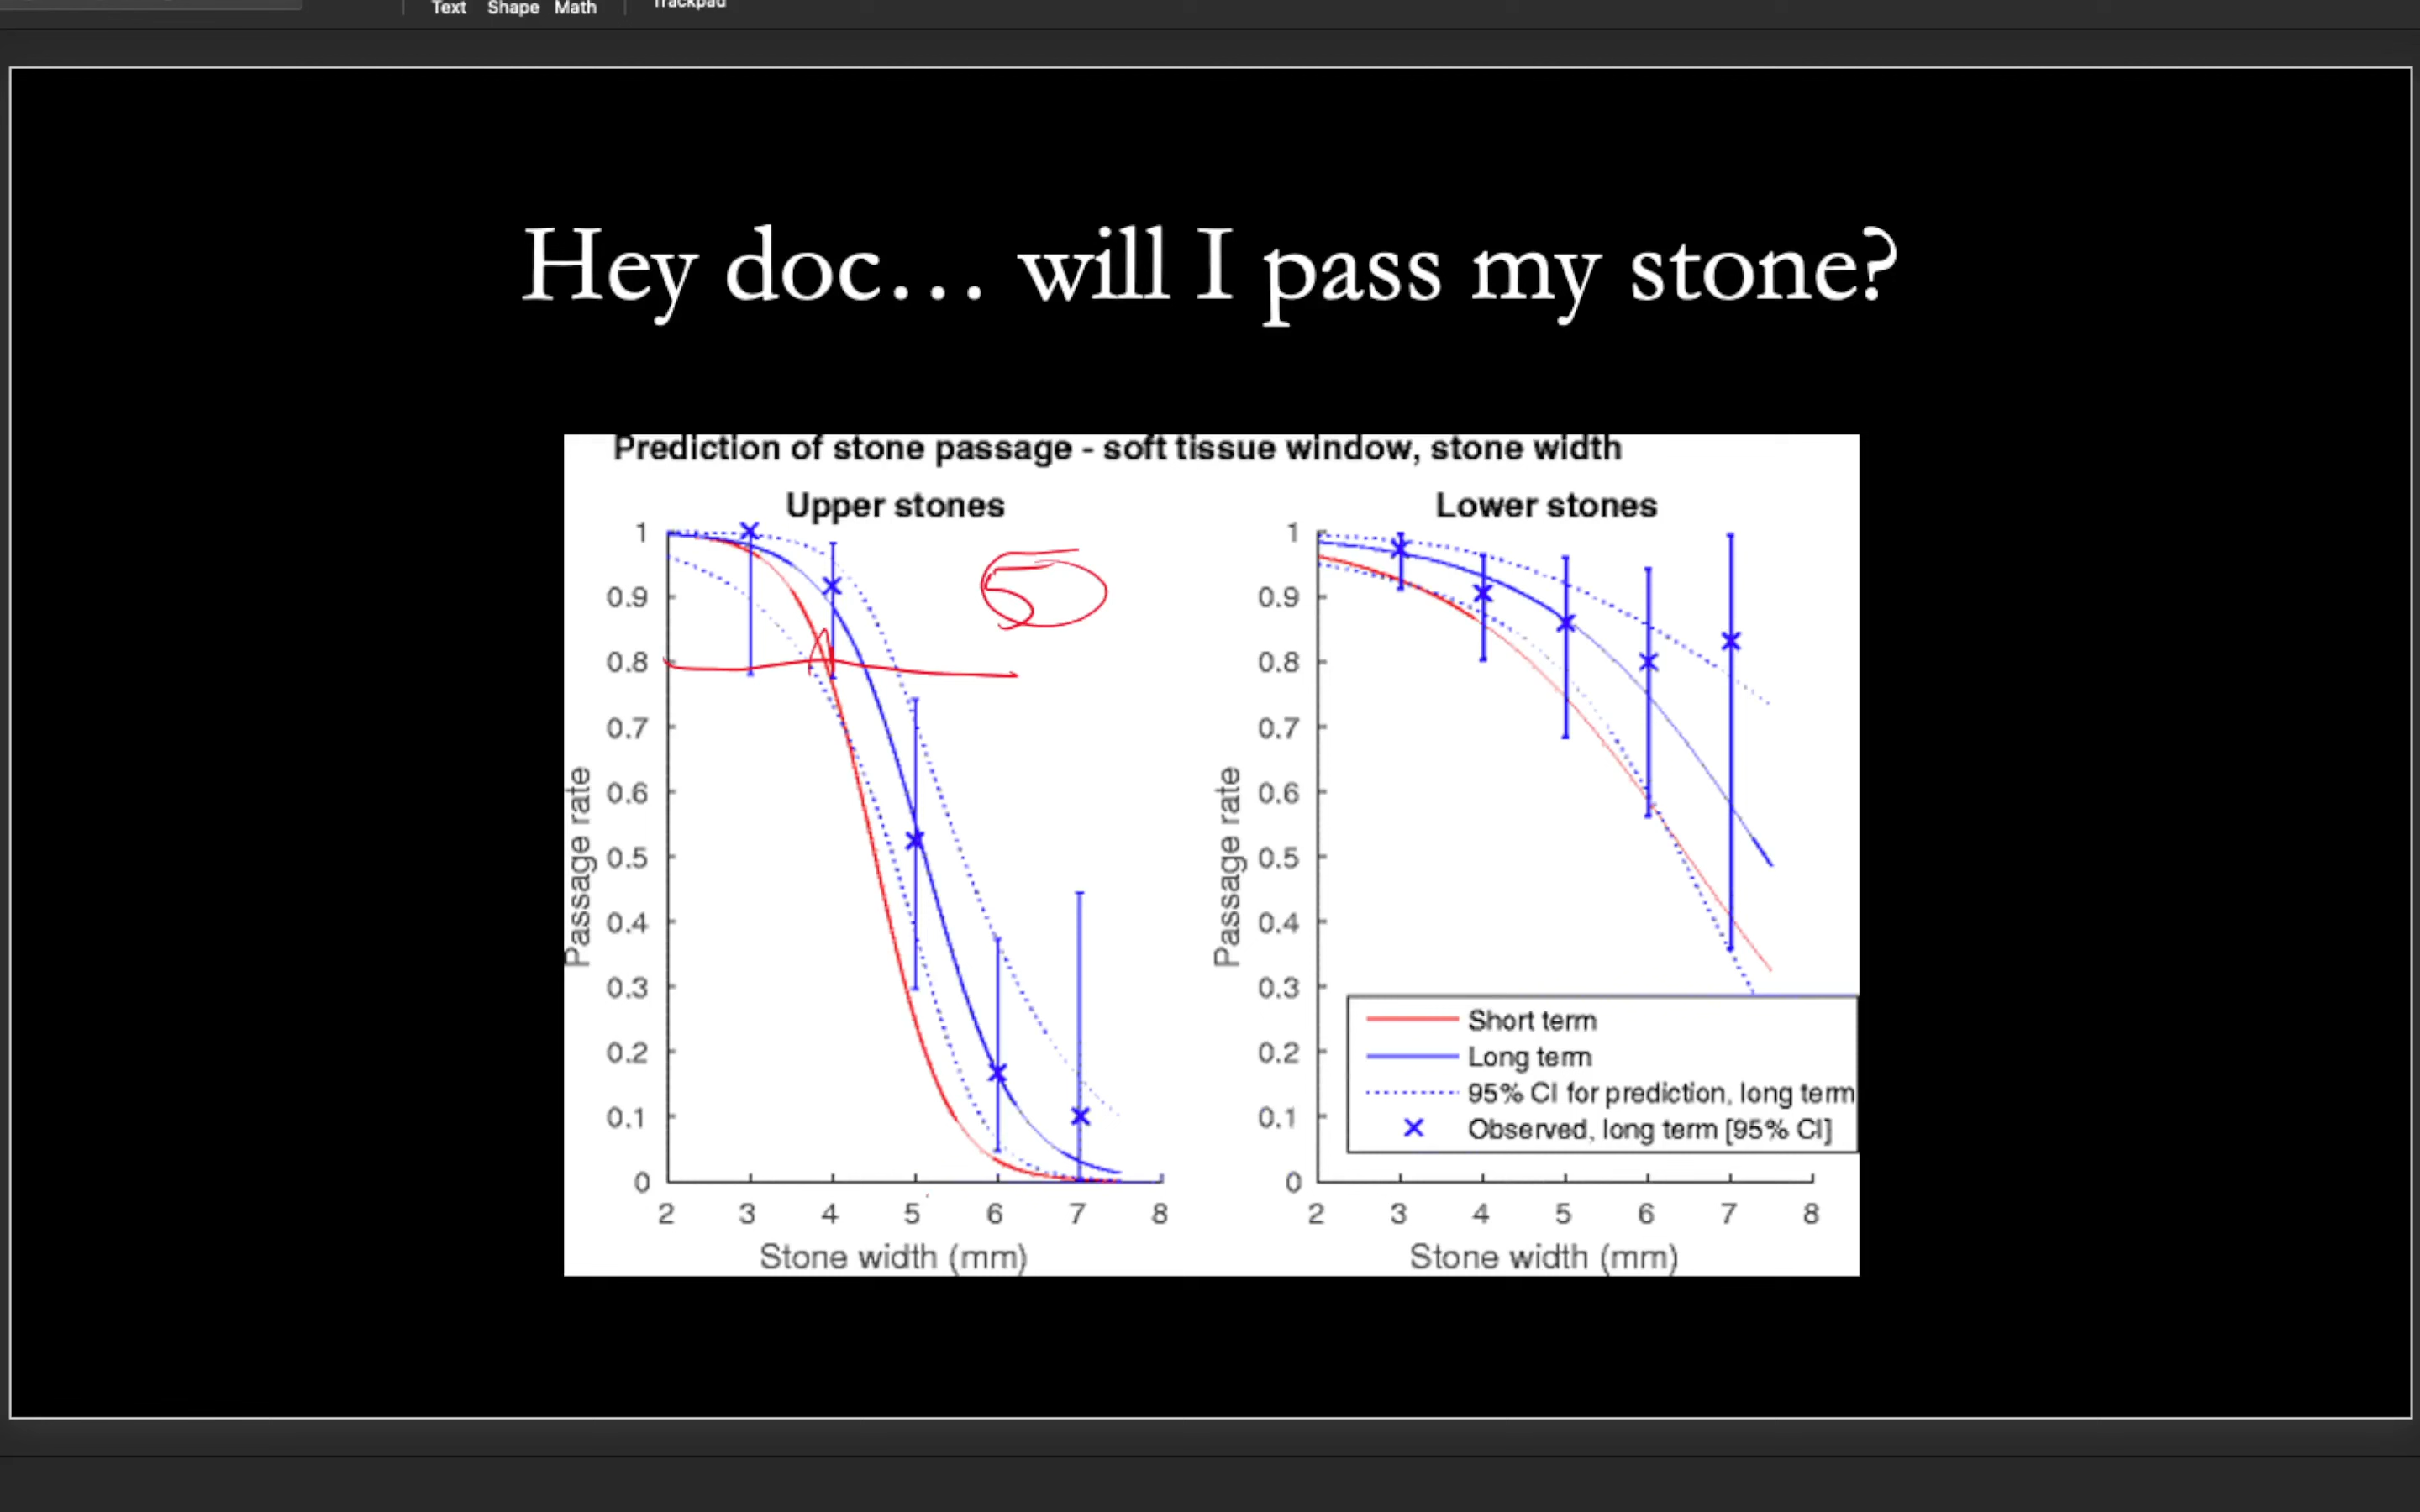 Text Shape Math Trackpad
Hey doc… will I pass my stone?
Prediction of stone passage - soft tissue window, stone width
Upper stones
Passage rate
1
0.9
0.8
0.7
0.6
0.5
0.4
0.3
0.2
0.1
0
2 3 4 5 6 7 8
Stone width (mm)
5
Lower stones
Passage rate
1
0.9
0.8
0.7
0.6
0.5
0.4
0.3
0.2
0.1
0
2 3 4 5 6 7 8
Stone width (mm)
Short term
Long term
95% CI for prediction, long term
Observed, long term [95% CI]